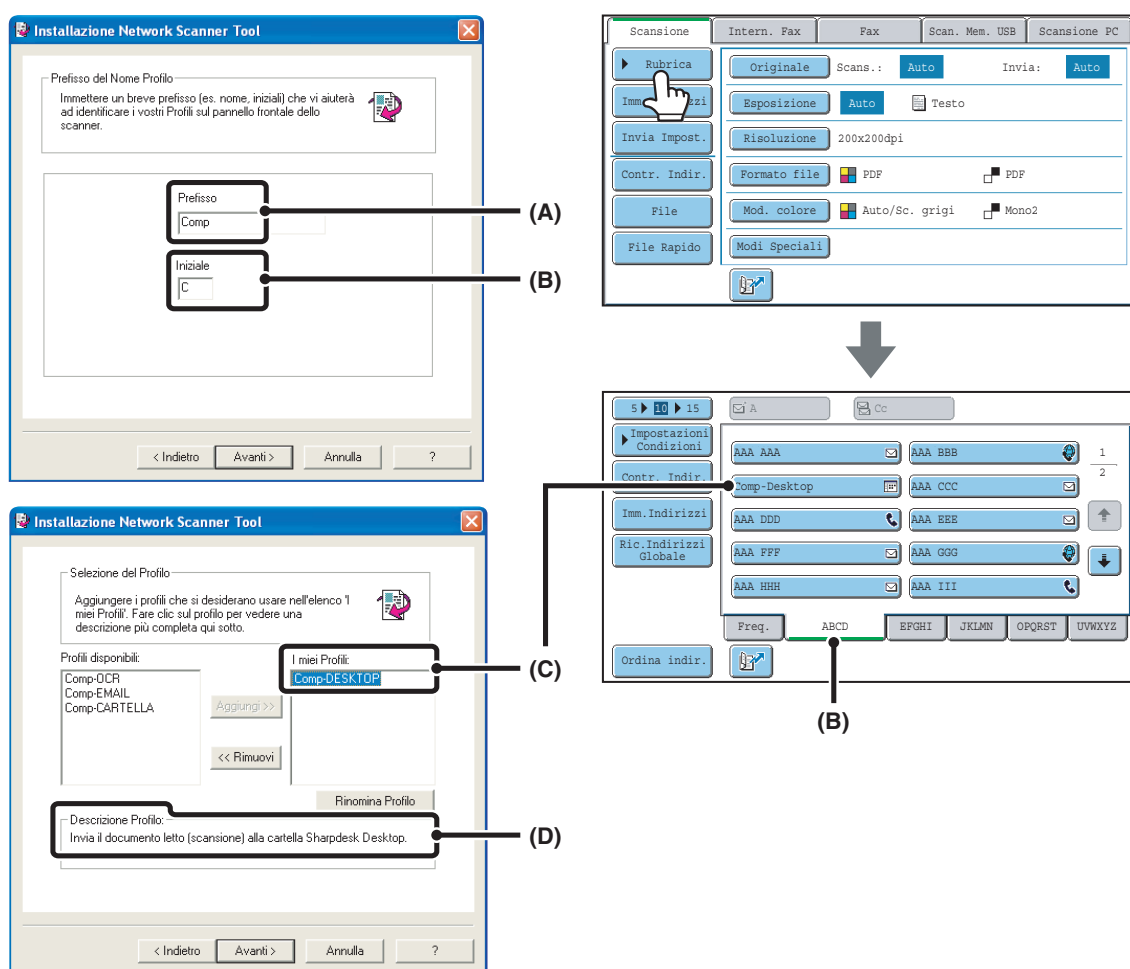 Installazione Network Scanner Tool
Prefisso del Nome Profilo
Immettere un breve prefisso (es. nome, iniziali) che vi aiuterà
ad identificare i vostri Profili sul pannello frontale dello
scanner.
Prefisso
Comp
(A)
Iniziale
C
(B)
< Indietro Avanti > Annulla ?
Installazione Network Scanner Tool
Selezione del Profilo
Aggiungere i profili che si desiderano usare nell'elenco 'I
miei Profili'. Fare clic sul profilo per vedere una
descrizione più completa qui sotto.
Profili disponibili:
Comp-OCR
Comp-EMAIL
Comp-CARTELLA
Aggiungi >>
<< Rimuovi
I miei Profili:
Comp-DESKTOP
(C)
Rinomina Profilo
Descrizione Profilo:
Invia il documento letto (scansione) alla cartella Sharpdesk Desktop.
(D)
< Indietro Avanti > Annulla ?
Scansione Intern. Fax Fax Scan. Mem. USB Scansione PC
Rubrica
Originale Scans.: Auto Invia: Auto
Esposizione Auto Testo
Invia Impost.
Risoluzione 200x200dpi
Contr. Indir.
Formato file PDF PDF
File
Mod. colore Auto/Sc. grigi Mono2
File Rapido
Modi Speciali
5 10 15
A Cc
Impostazioni
Condizioni
Contr. Indir.
Imm.Indirizzi
Ric.Indirizzi
Globale
AAA AAA AAA BBB
Comp-Desktop AAA CCC
AAA DDD AAA EEE
AAA FFF AAA GGG
AAA HHH AAA III
1
2
Freq. ABCD EFGHI JKLMN OPQRST UVWXYZ
Ordina indir.
(B)